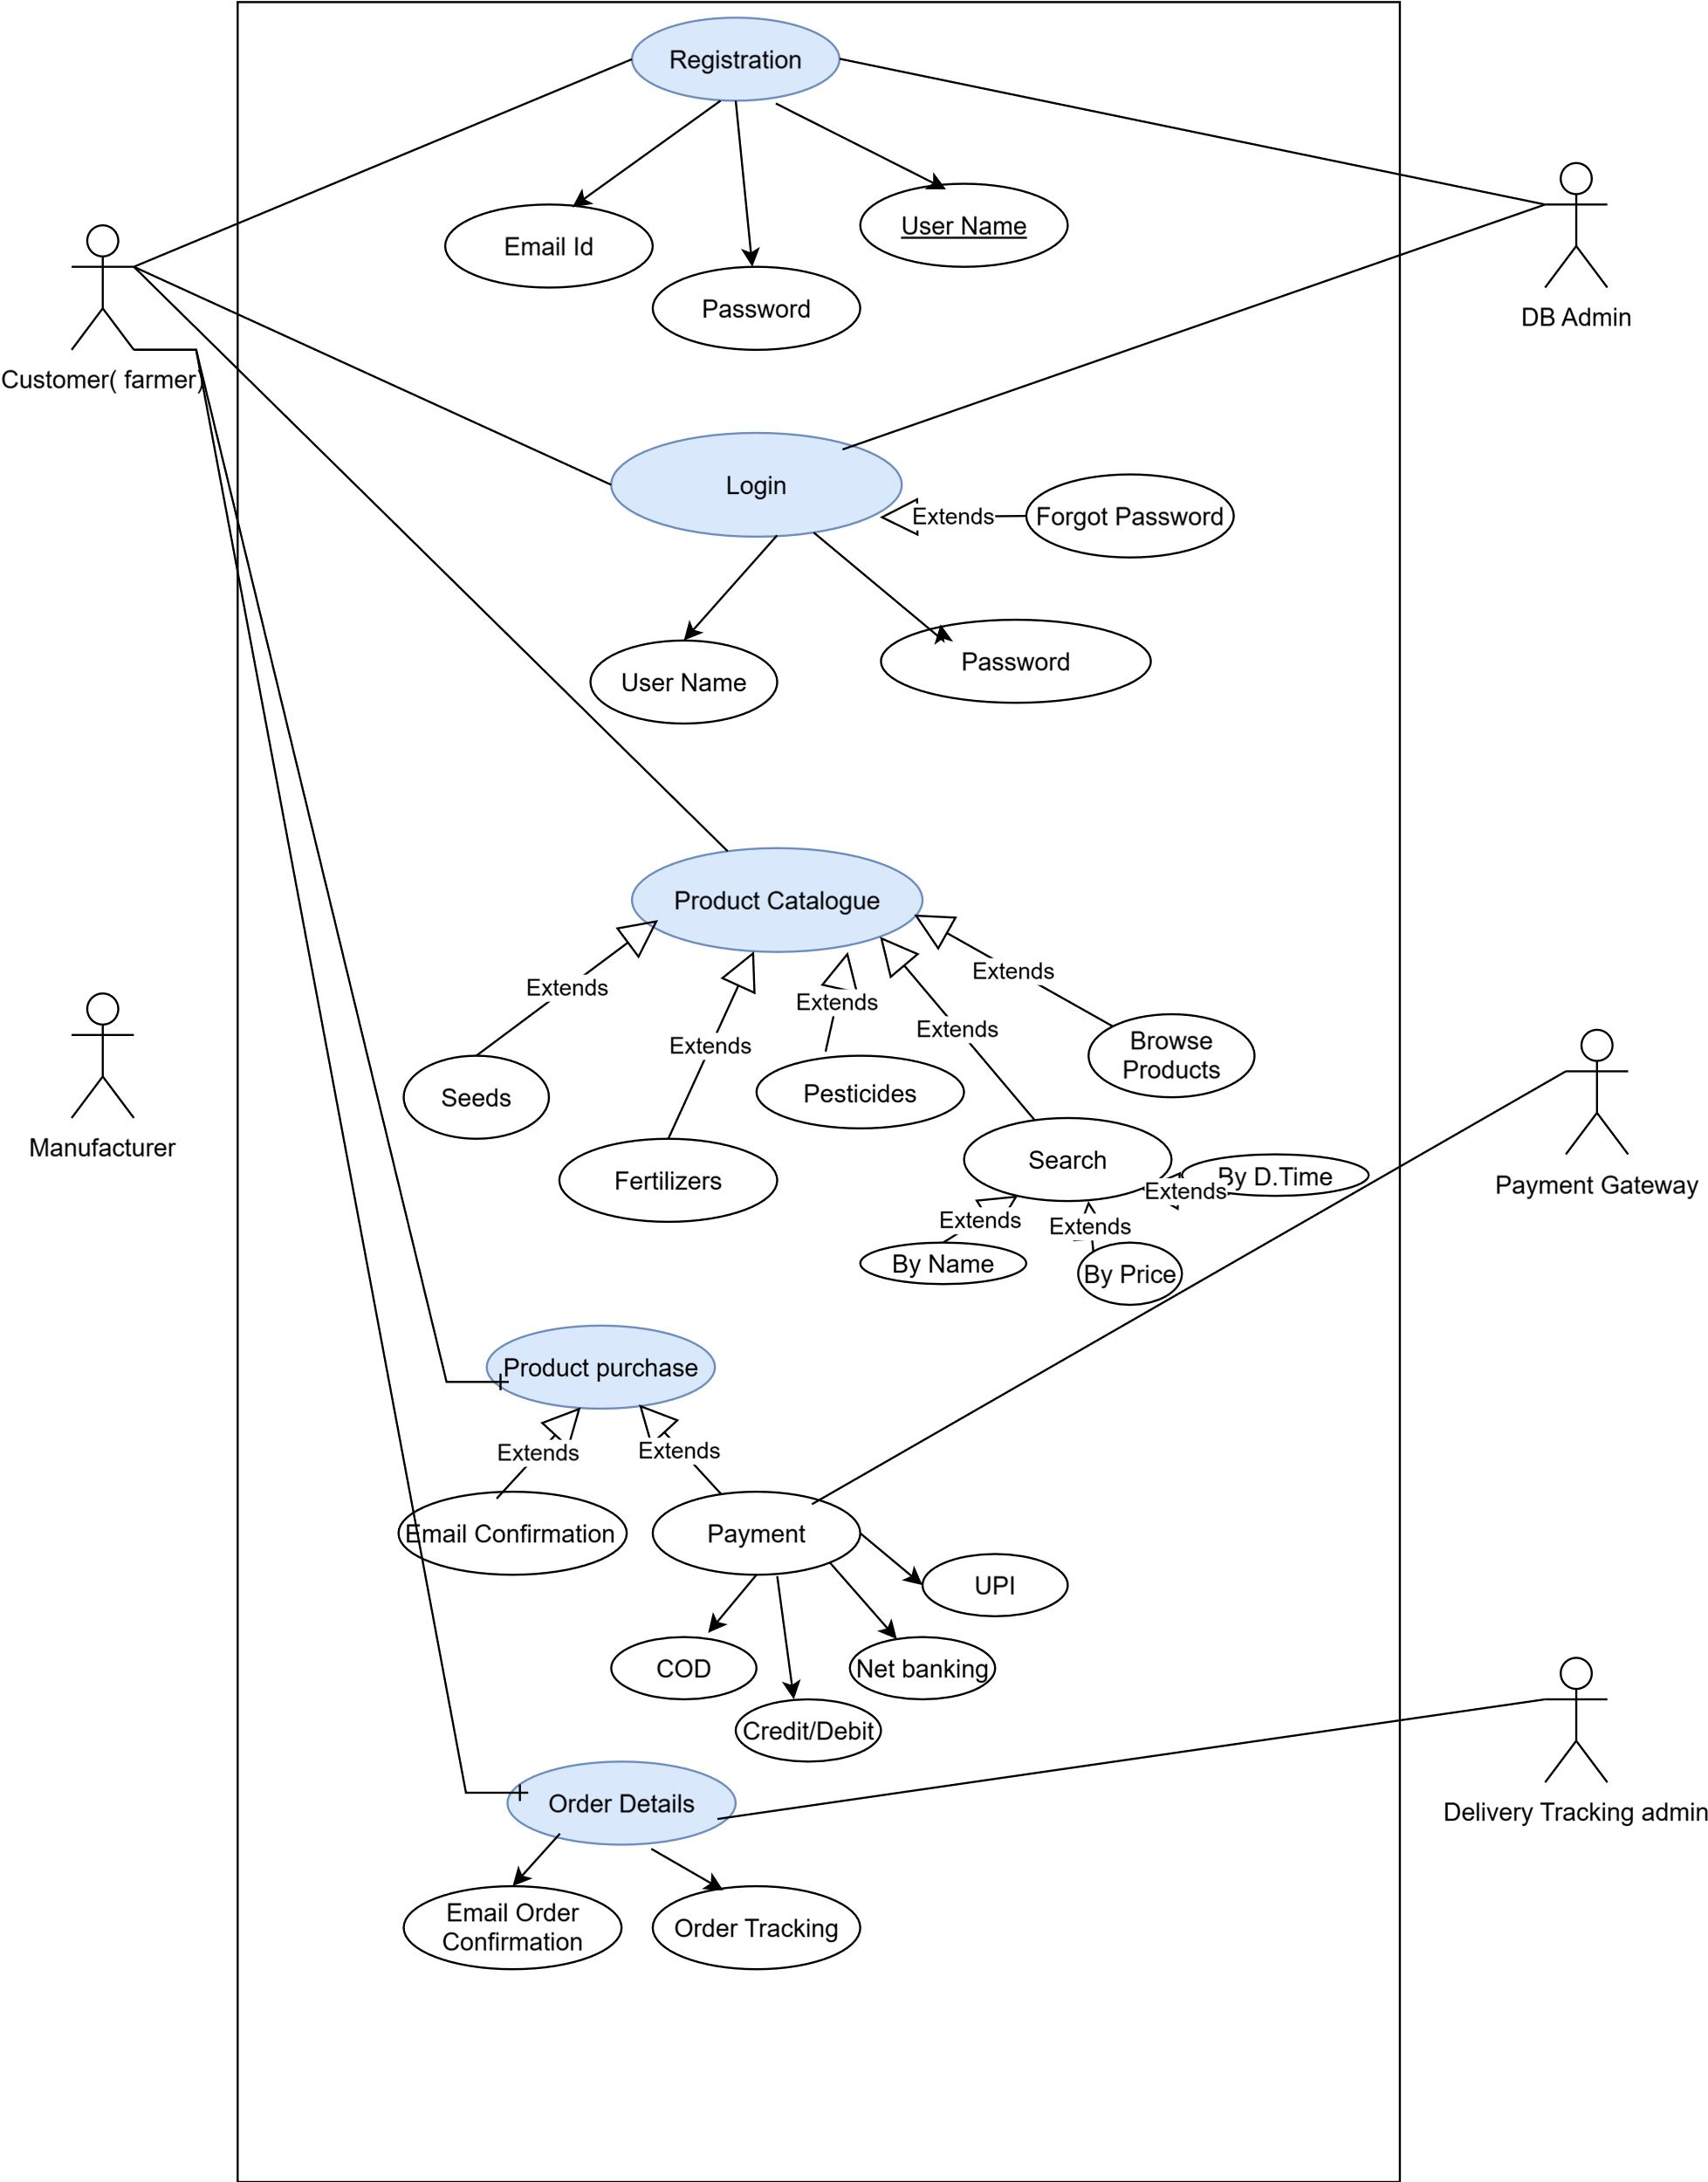 Registration
User Name
Email Id
Password
DB Admin
Customer( farmer)
Login
Extends
Forgot Password
User Name
Password
Product Catalogue
Extends
Extends
Extends
Extends
Extends
Browse
Products
Seeds
Pesticides
Manufacturer
Fertilizers
Search
By D.Time
Extends
Payment Gateway
Extends
Extends
By Name
By Price
Product purchase
Extends
Extends
Email Confirmation
Payment
UPI
COD
Net banking
Credit/Debit
Order Details
Delivery Tracking admin
Email Order
Confirmation
Order Tracking